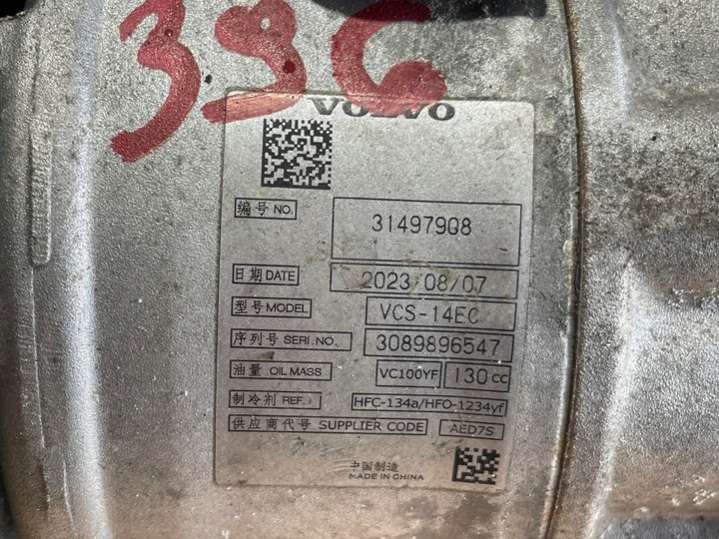 396
VOLVO
编号 NO. 31497908
日期 DATE 2023/08/07
型号 MODEL VCS-14EC
序列号 SERI.NO. 3089896547
油量 OIL MASS VC100YF 130 cc
制冷剂 REF. HFC-134a/HFO-1234yf
供应商代号 SUPPLIER CODE AED7S
中国制造
MADE IN CHINA